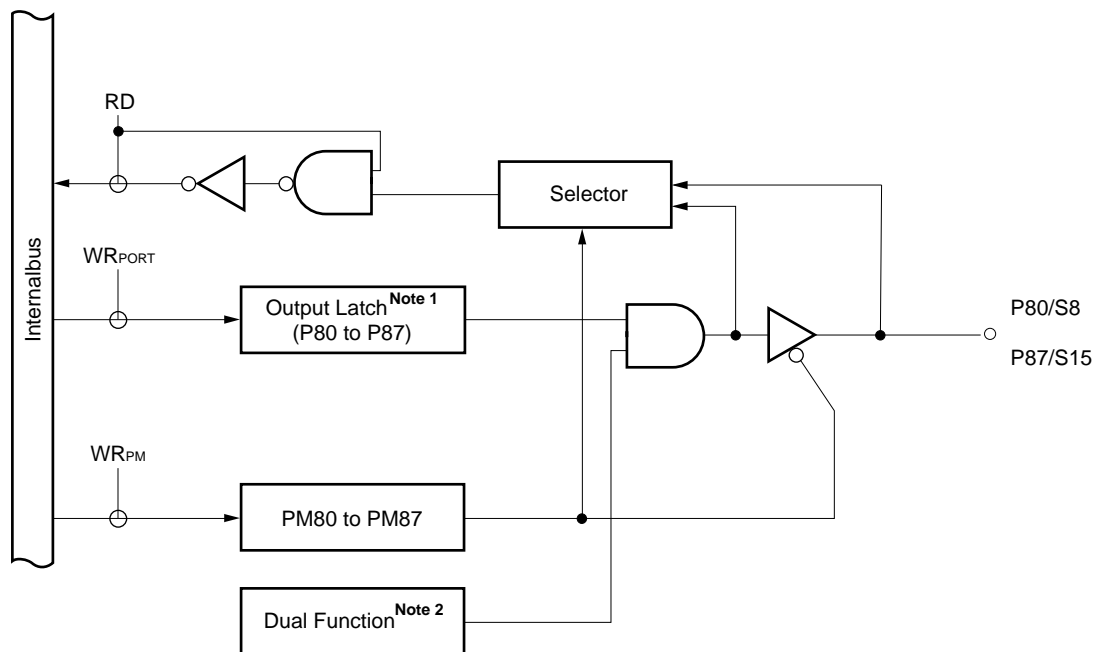 RD
Selector
Internalbus
WRPORT
Output Latch Note 1
(P80 to P87)
P80/S8
P87/S15
WRPM
PM80 to PM87
Dual Function Note 2